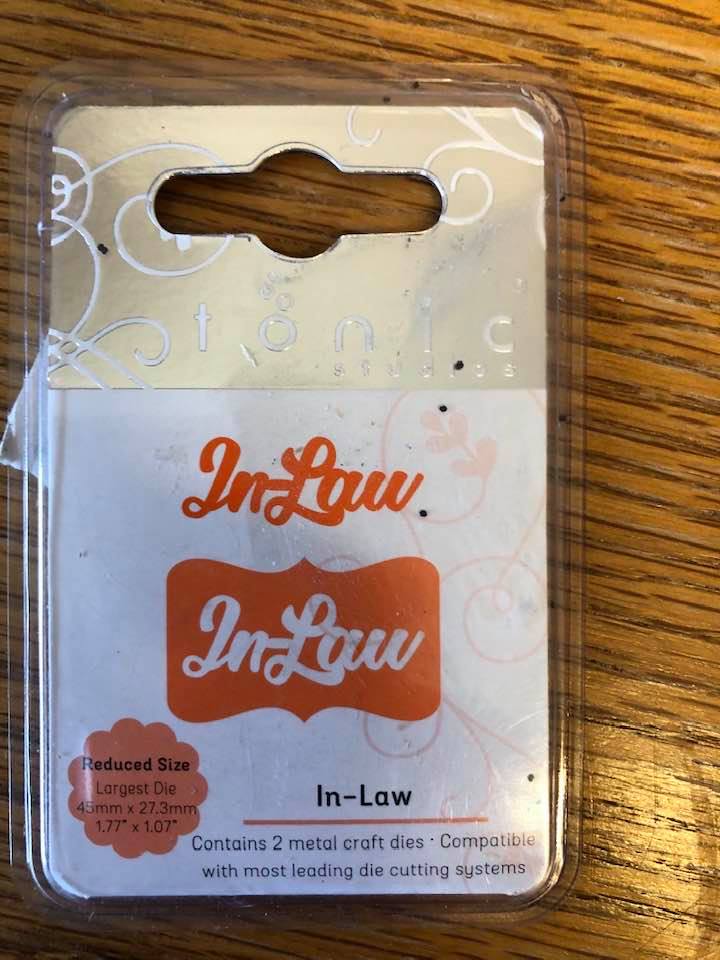 tonic
studios
In-Law
In-Law
Reduced Size
Largest Die
45mm x 27.3mm
1.77" x 1.07"
In-Law
Contains 2 metal craft dies · Compatible
with most leading die cutting systems